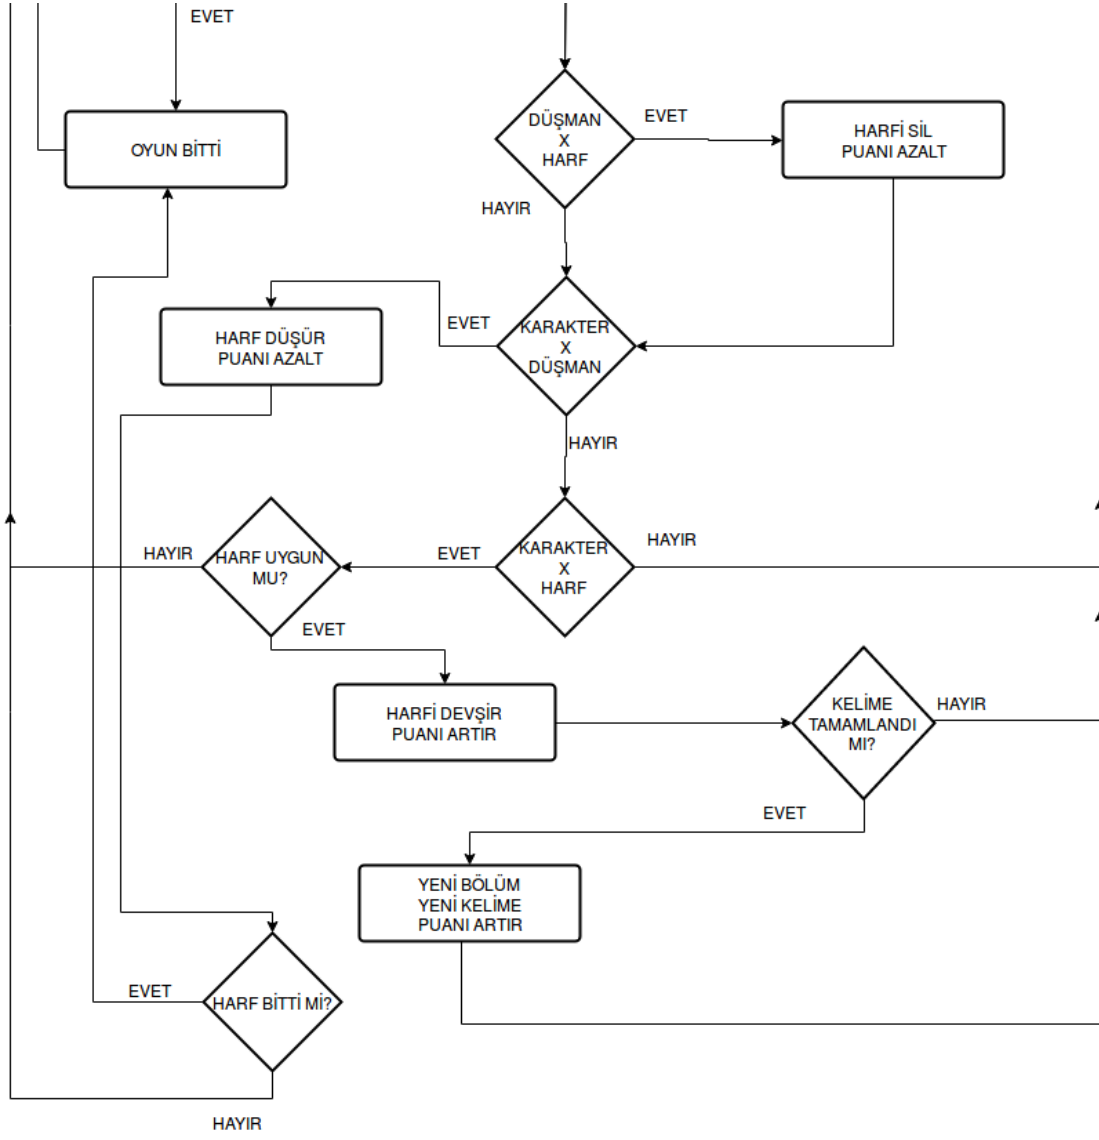 EVET
OYUN BİTTİ
DÜŞMAN
X
HARF
EVET
HARFİ SİL
PUANI AZALT
HAYIR
HARF DÜŞÜR
PUANI AZALT
EVET
KARAKTER
X
DÜŞMAN
HAYIR
HAYIR
HARF UYGUN
MU?
EVET
KARAKTER
X
HARF
HAYIR
EVET
HARFİ DEVŞİR
PUANI ARTIR
KELİME
TAMAMLANDI
MI?
HAYIR
EVET
YENİ BÖLÜM
YENİ KELİME
PUANI ARTIR
EVET
HARF BİTTİ Mİ?
HAYIR